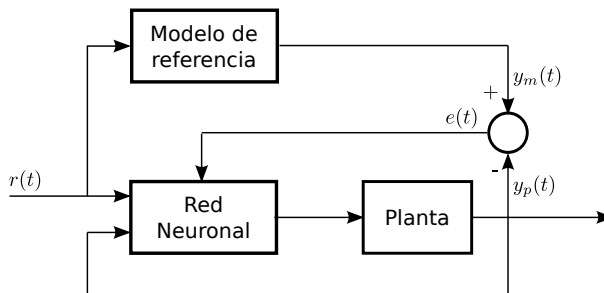 Modelo de
referencia
y_m(t)
+
e(t)
r(t)
-
y_p(t)
Red
Neuronal
Planta